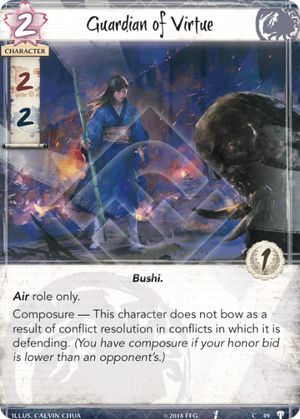 2
Guardian of Virtue
CHARACTER
2
2
1
Bushi.
Air role only.
Composure — This character does not bow as a
result of conflict resolution in conflicts in which it is
defending. (You have composure if your honor bid
is lower than an opponent's.)
ILLUS. CALVIN CHUA
©2018 FFG
C 49